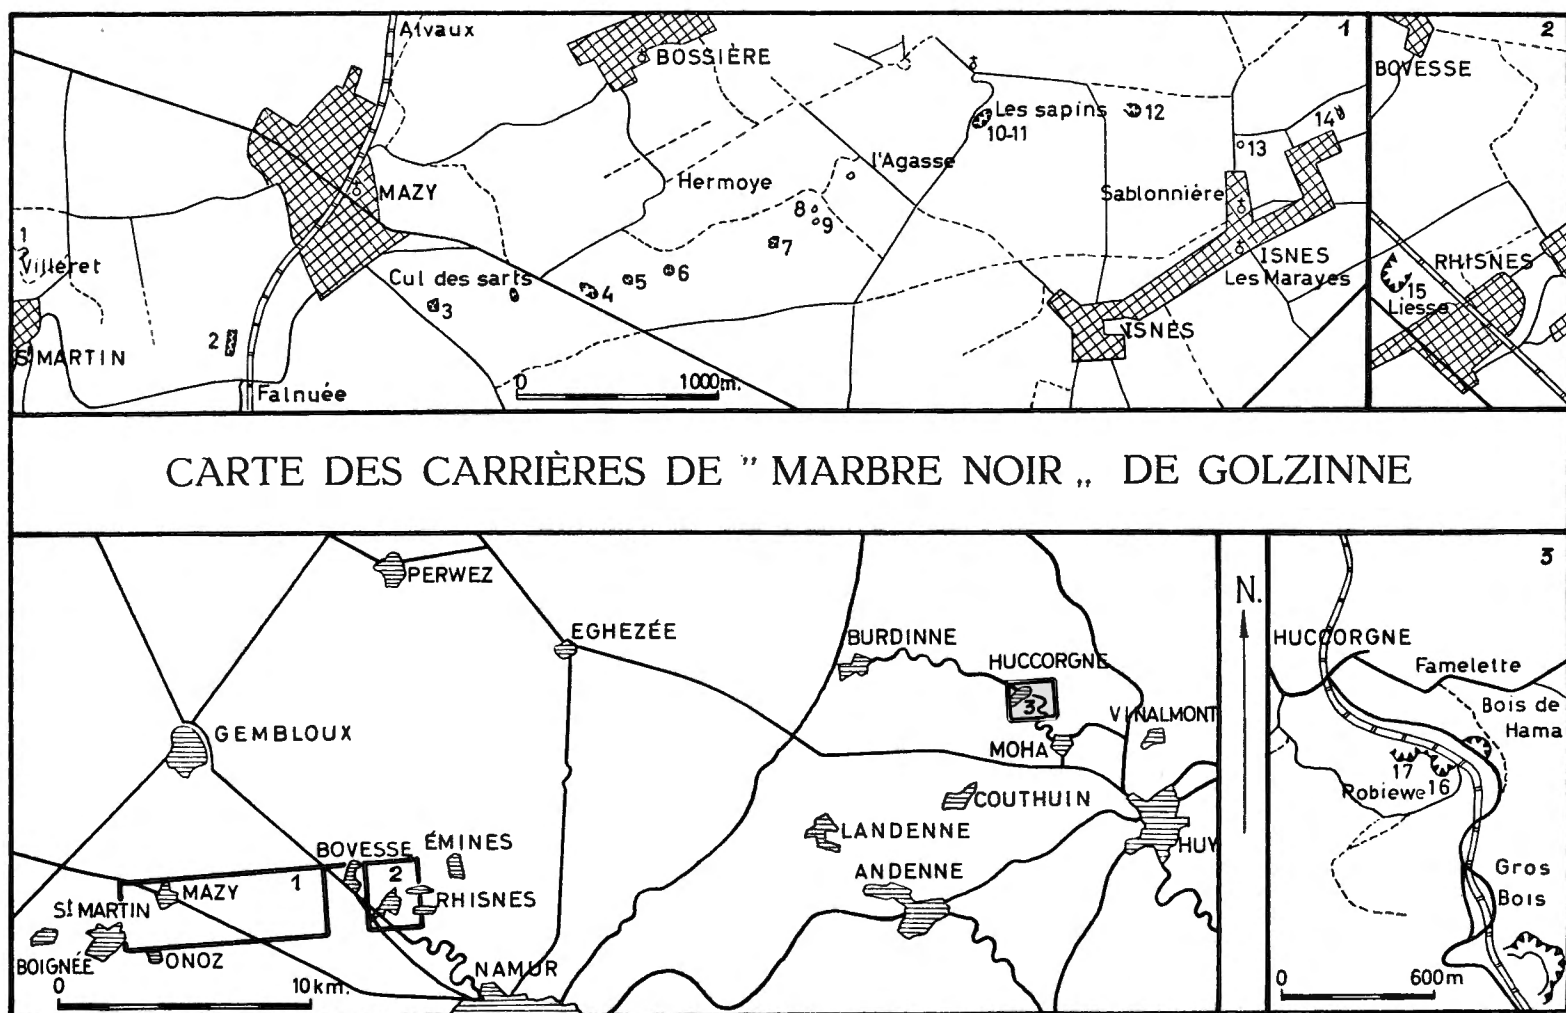 1
Alvaux
BOSSIÈRE
MAZY
Hermoye
l'Agasse
Les sapins
10-11
12
13
14
Sablonnière
ISNES
Les Marayes
ISNES
8
9
7
6
5
4
3
Cul des sarts
2
1
Villeret
St MARTIN
Falnuée
0 1000m.
2
BOVESSE
RHISNES
15
Liesse
CARTE DES CARRIÈRES DE " MARBRE NOIR „ DE GOLZINNE
PERWEZ
EGHEZÉE
BURDINNE
HUCCORGNE
3
VINALMONT
MOHA
GEMBLOUX
COUTHUIN
LANDENNE
HUY
ANDENNE
BOVESSE
ÉMINES
1
2
MAZY
RHISNES
St MARTIN
BOIGNÉE
ONOZ
NAMUR
0 10 km.
N.
3
HUCCORGNE
Famelette
Bois de
Hama
17
16
Robiewe
Gros
Bois
0 600m